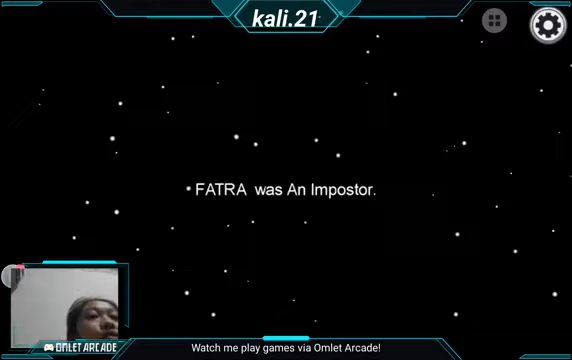 kali.21
FATRA was An Impostor.
OMLET ARCADE
Watch me play games via Omlet Arcade!